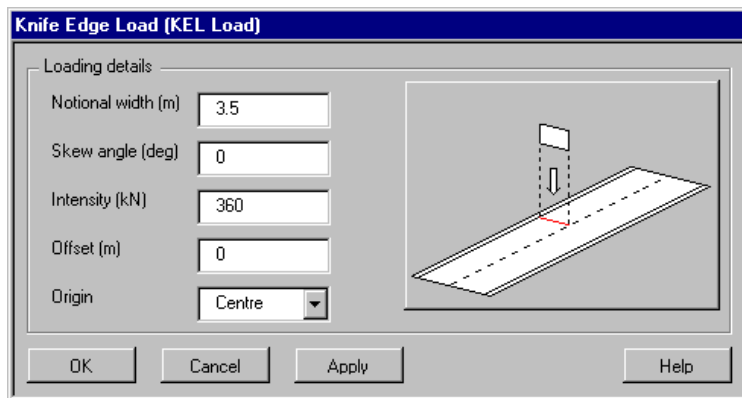 Knife Edge Load (KEL Load)
Loading details
Notional width (m) 3.5
Skew angle (deg) 0
Intensity (kN) 360
Offset (m) 0
Origin Centre
OK Cancel Apply Help